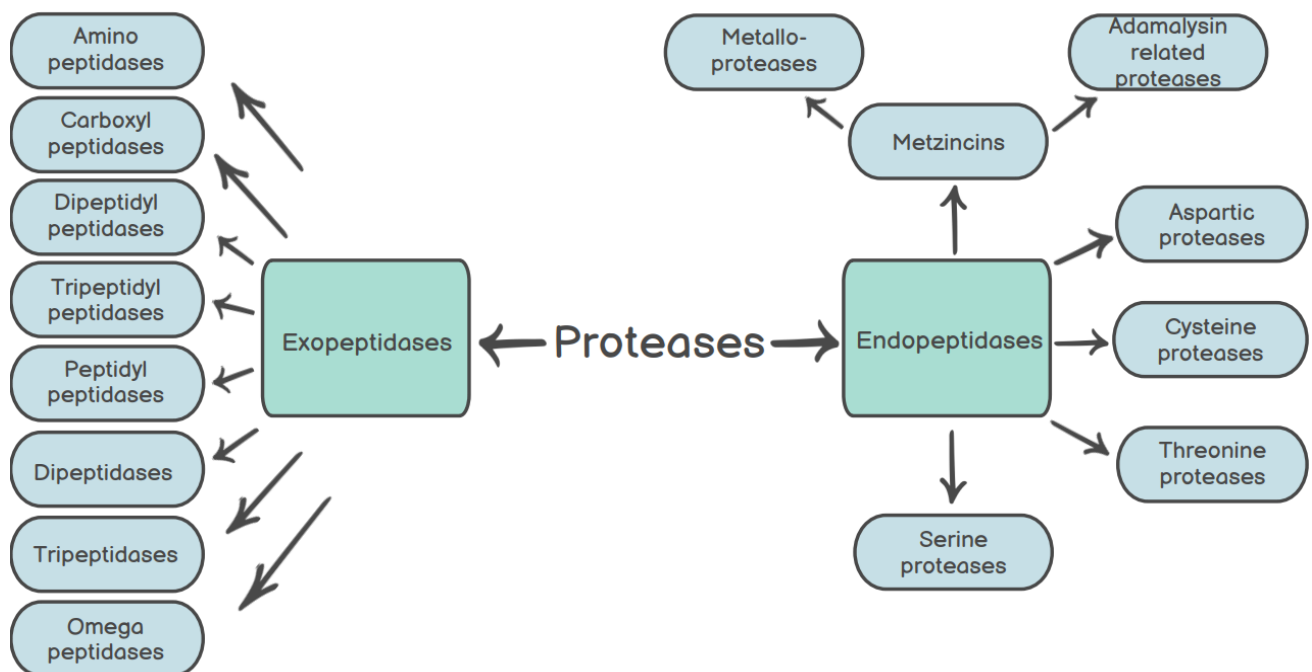 Amino
peptidases
Carboxyl
peptidases
Dipeptidyl
peptidases
Tripeptidyl
peptidases
Peptidyl
peptidases
Dipeptidases
Tripeptidases
Omega
peptidases
Exopeptidases
Proteases
Endopeptidases
Metallo-
proteases
Adamalysin
related
proteases
Metzincins
Aspartic
proteases
Cysteine
proteases
Threonine
proteases
Serine
proteases